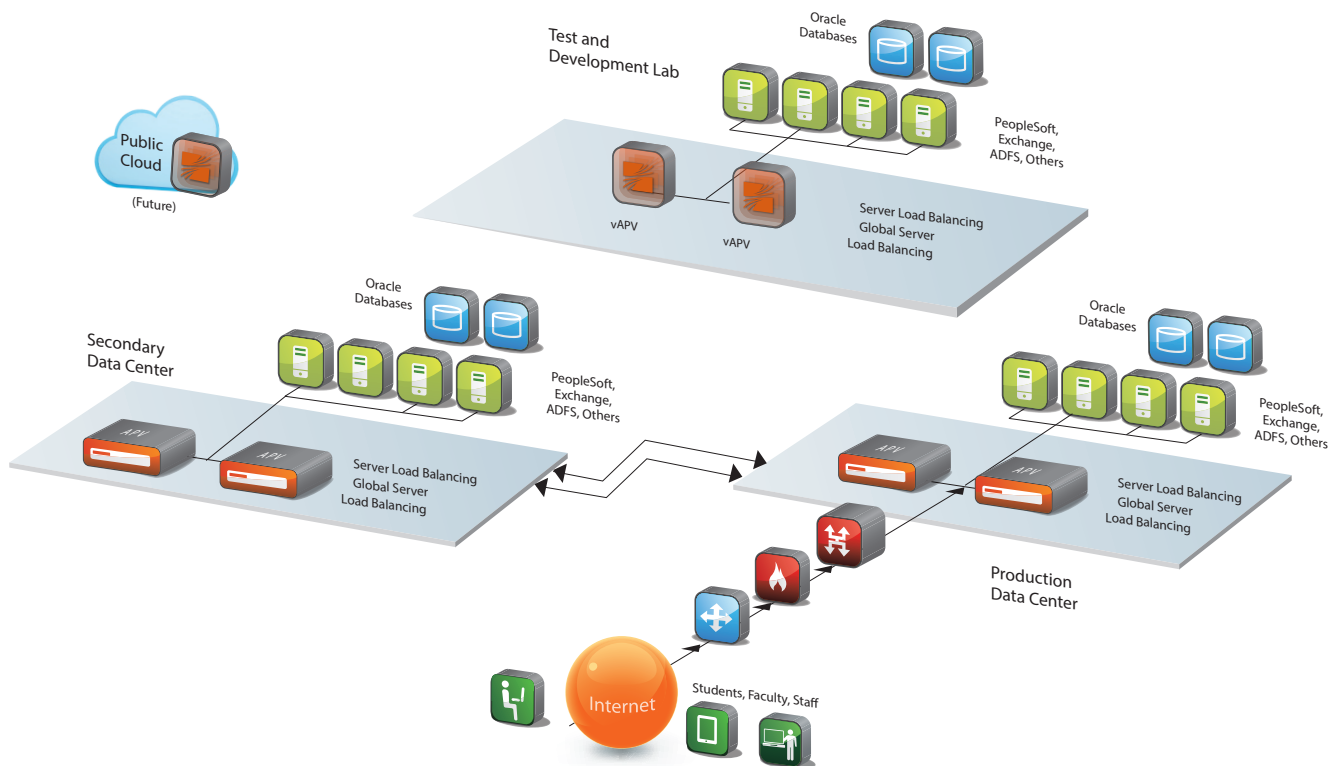 Oracle
Databases
Test and
Development Lab
PeopleSoft,
Exchange,
ADFS, Others
Public
Cloud
(Future)
vAPV
vAPV
Server Load Balancing
Global Server
Load Balancing
Oracle
Databases
Secondary
Data Center
PeopleSoft,
Exchange,
ADFS, Others
APV
APV
Server Load Balancing
Global Server
Load Balancing
Oracle
Databases
PeopleSoft,
Exchange,
ADFS, Others
APV
APV
Server Load Balancing
Global Server
Load Balancing
Production
Data Center
Internet
Students, Faculty, Staff